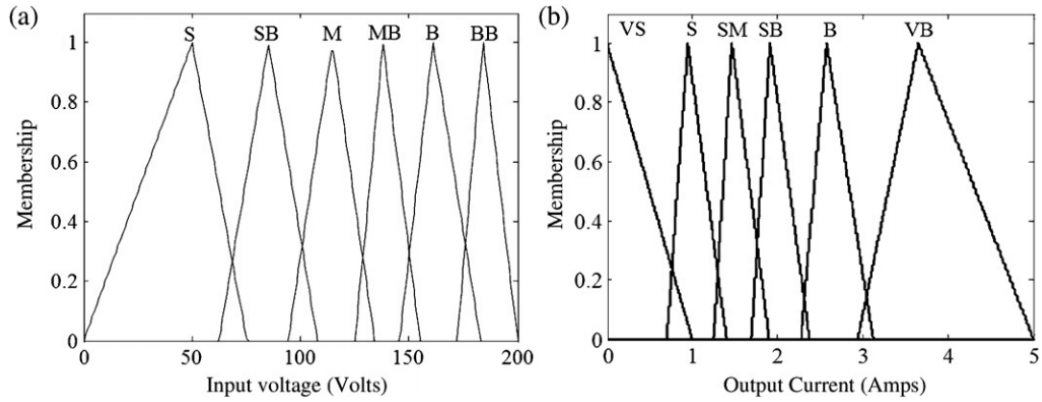 (a)
S SB M MB B BB
1
0.8
0.6
0.4
0.2
0
Membership
0 50 100 150 200
Input voltage (Volts)
(b)
VS S SM SB B VB
1
0.8
0.6
0.4
0.2
0
Membership
0 1 2 3 4 5
Output Current (Amps)